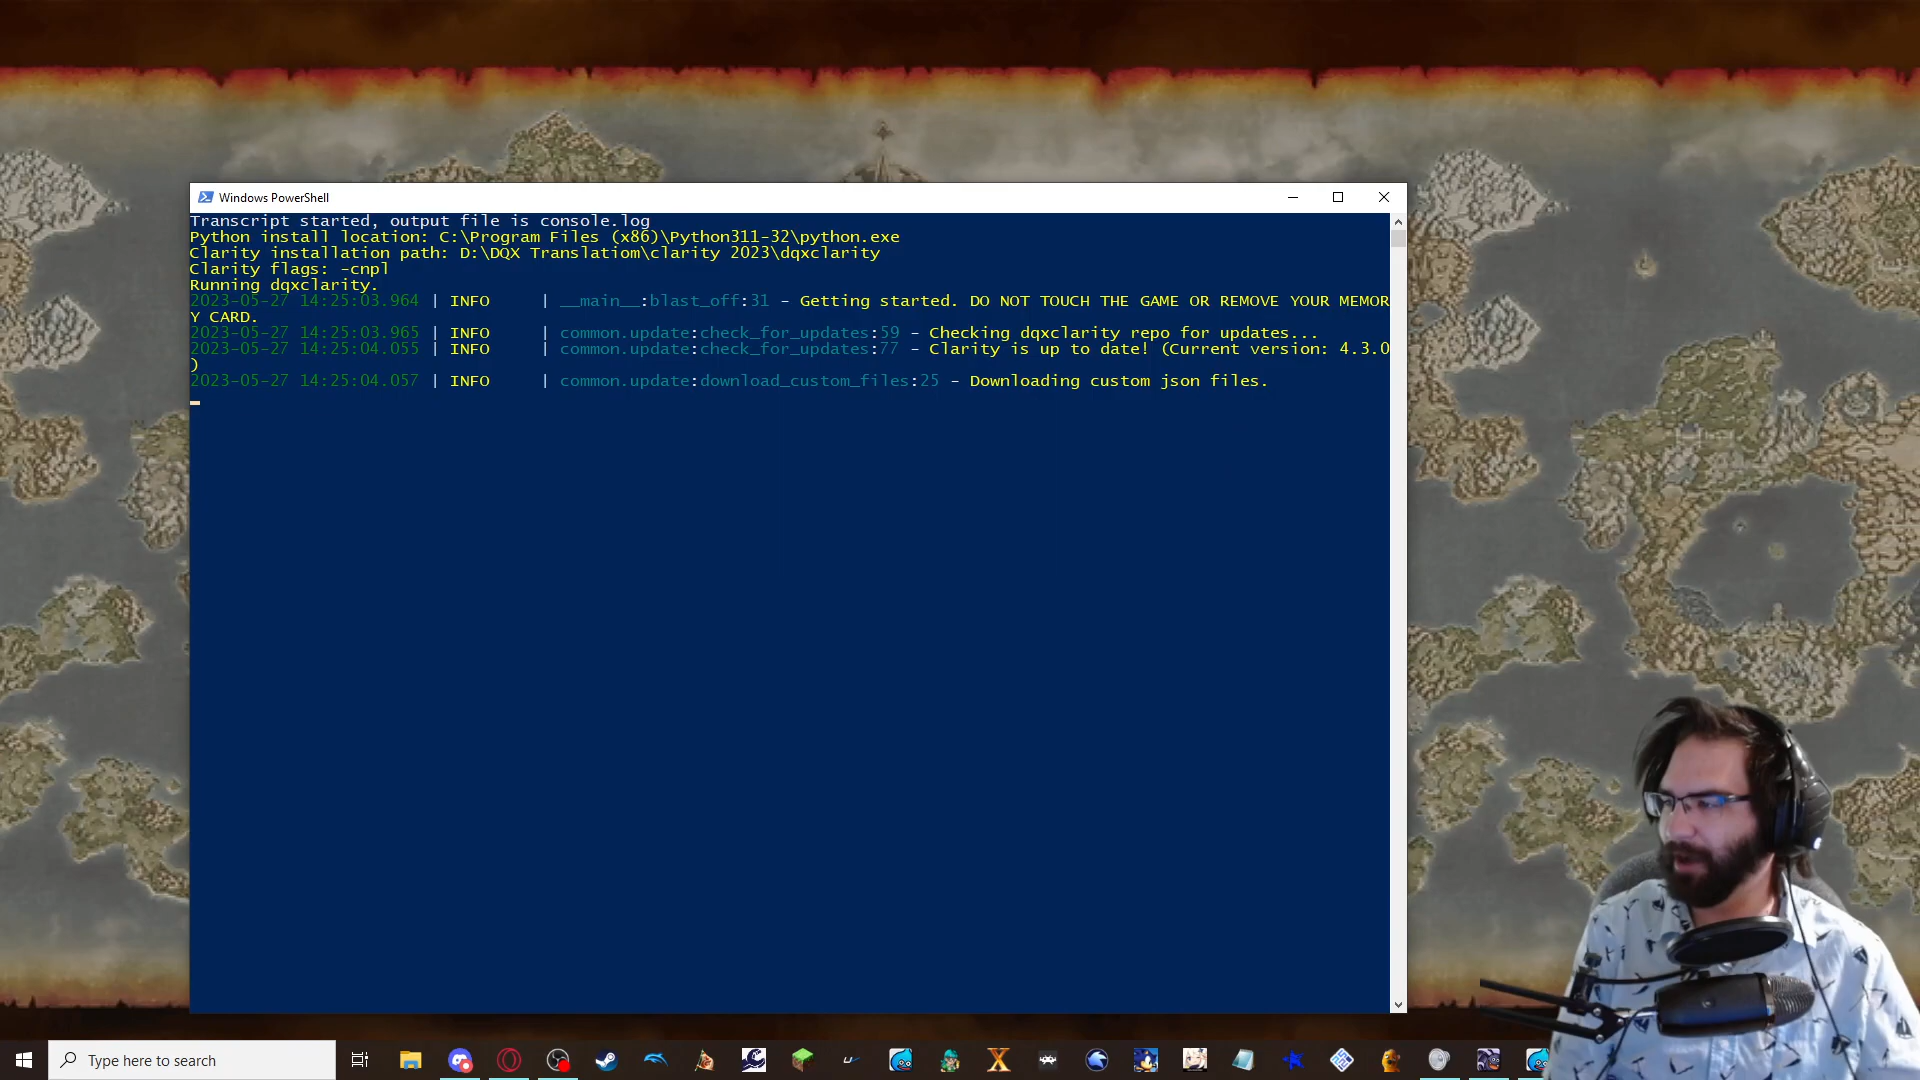 Windows PowerShell
Transcript started, output file is console.log
Python install location: C:\Program Files (x86)\Python311-32\python.exe
Clarity installation path: D:\DQX Translatiom\clarity 2023\dqxclarity
Clarity flags: -cnpl
Running dqxclarity.
2023-05-27 14:25:03.964 | INFO     | __main__:blast_off:31 - Getting started. DO NOT TOUCH THE GAME OR REMOVE YOUR MEMOR
Y CARD.
2023-05-27 14:25:03.965 | INFO     | common.update:check_for_updates:59 - Checking dqxclarity repo for updates...
2023-05-27 14:25:04.055 | INFO     | common.update:check_for_updates:77 - Clarity is up to date! (Current version: 4.3.0
)
2023-05-27 14:25:04.057 | INFO     | common.update:download_custom_files:25 - Downloading custom json files.
Type here to search